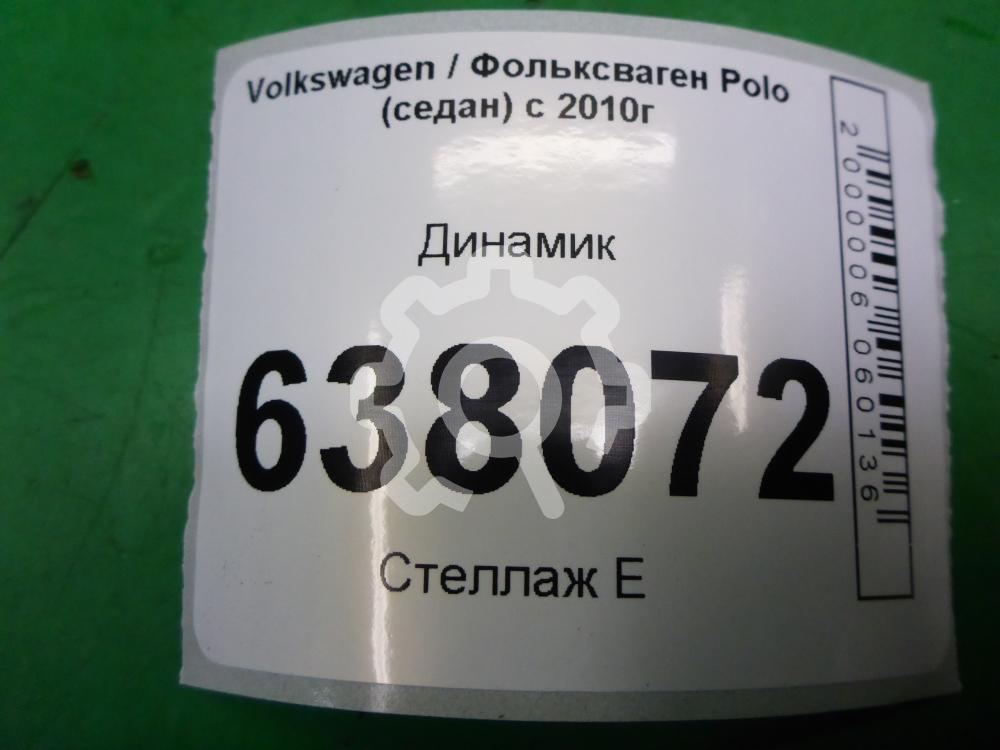 Volkswagen / Фольксваген Polo
(седан) с 2010г
Динамик
638072
Стеллаж Е
2000006060136